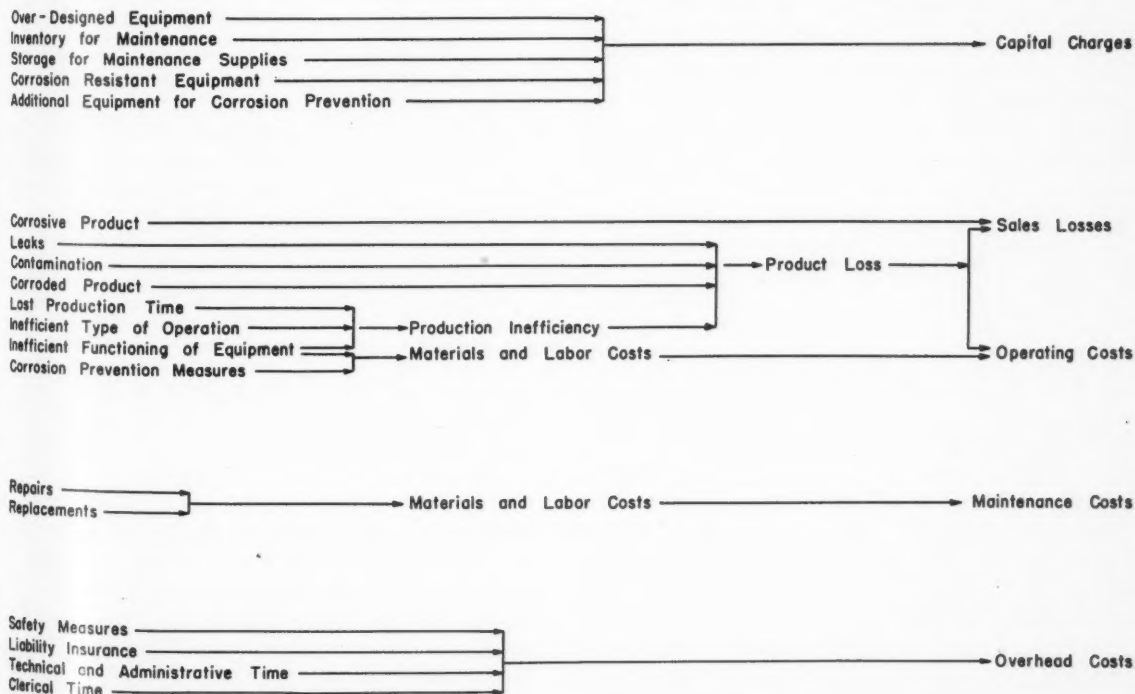 Over-Designed Equipment
Inventory for Maintenance
Storage for Maintenance Supplies
Corrosion Resistant Equipment
Additional Equipment for Corrosion Prevention
Capital Charges
Corrosive Product
Leaks
Contamination
Corroded Product
Lost Production Time
Inefficient Type of Operation
Inefficient Functioning of Equipment
Corrosion Prevention Measures
Production Inefficiency
Materials and Labor Costs
Product Loss
Sales Losses
Operating Costs
Repairs
Replacements
Materials and Labor Costs
Maintenance Costs
Safety Measures
Liability Insurance
Technical and Administrative Time
Clerical Time
Overhead Costs